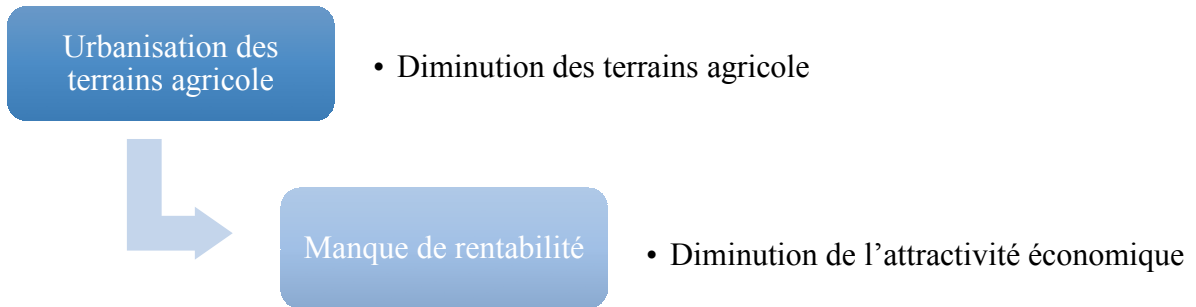 Urbanisation des
terrains agricole
• Diminution des terrains agricole
Manque de rentabilité
• Diminution de l’attractivité économique